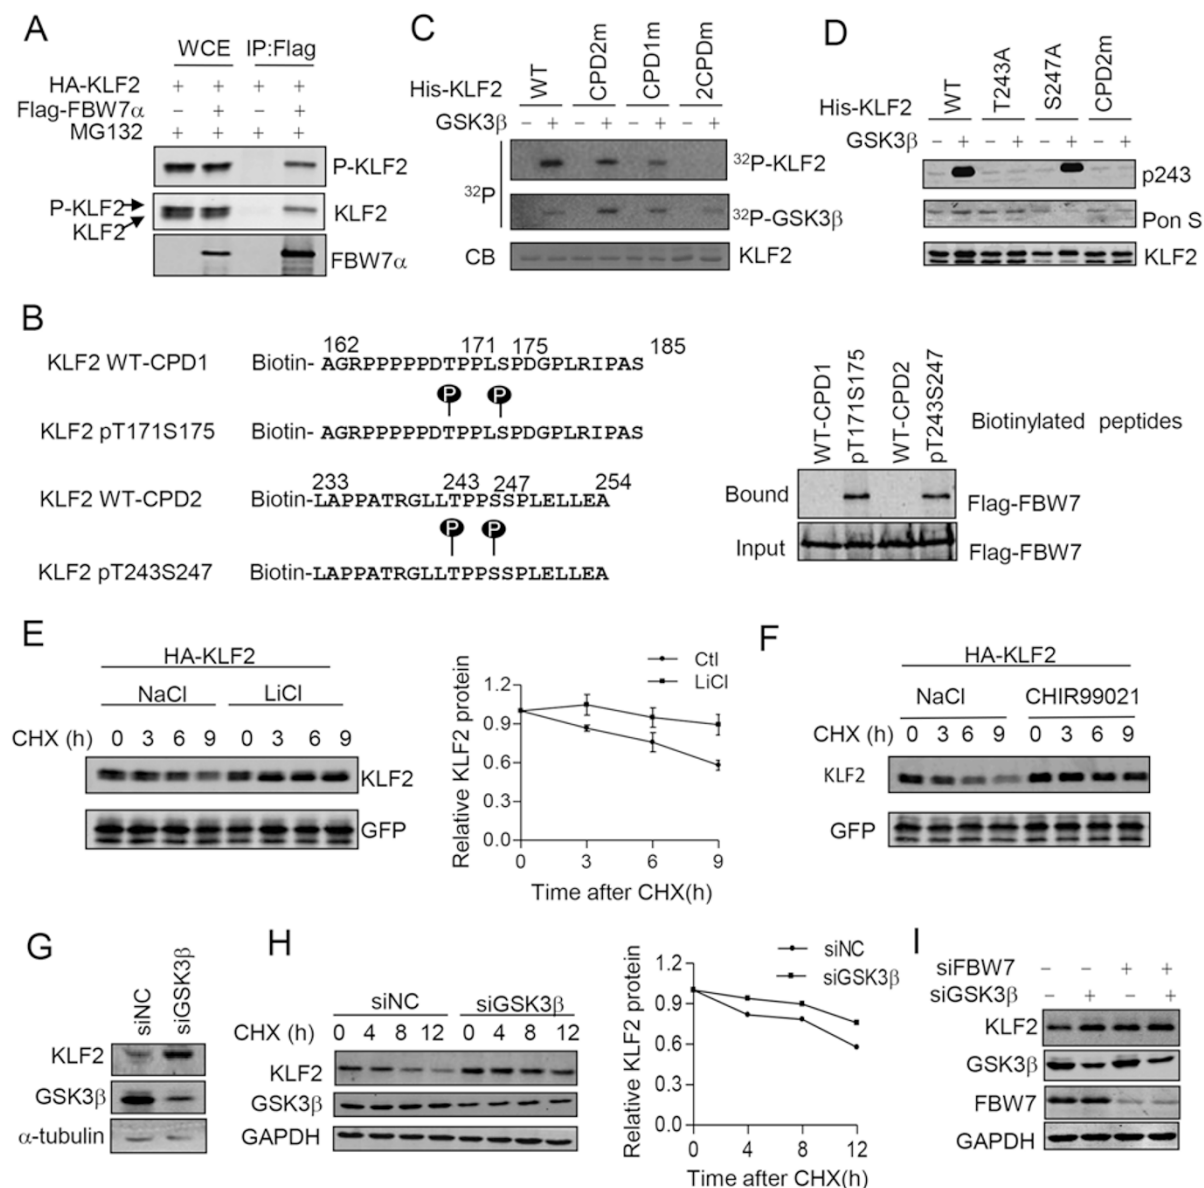 A
WCE IP:Flag
HA-KLF2 + + + +
Flag-FBW7α − + − +
MG132 + + + +
P-KLF2
P-KLF2 KLF2
KLF2
FBW7α
C
His-KLF2 WT CPD2m CPD1m 2CPDm
GSK3β − + − + − + − +
³²P
³²P-KLF2
³²P-GSK3β
CB KLF2
D
His-KLF2 WT T243A S247A CPD2m
GSK3β − + − + − + − +
p243
Pon S
KLF2
B
162 171 175 185
KLF2 WT-CPD1 Biotin- AGRPPPPPDTPPLSPDGPLRIPAS
P P
KLF2 pT171S175 Biotin- AGRPPPPPDTPPLSPDGPLRIPAS
233 243 247 254
KLF2 WT-CPD2 Biotin-LAPPATRGLLTPPSSPLELLEA
P P
KLF2 pT243S247 Biotin-LAPPATRGLLTPPSSPLELLEA
WT-CPD1 pT171S175 WT-CPD2 pT243S247 Biotinylated peptides
Bound Flag-FBW7
Input Flag-FBW7
E
HA-KLF2
NaCl LiCl
CHX (h) 0 3 6 9 0 3 6 9
KLF2
GFP
Relative KLF2 protein
Ctl
LiCl
1.2
0.9
0.6
0.3
0.0
0 3 6 9
Time after CHX(h)
F
HA-KLF2
NaCl CHIR99021
CHX (h) 0 3 6 9 0 3 6 9
KLF2
GFP
G
siNC siGSK3β
KLF2
GSK3β
α-tubulin
H
siNC siGSK3β
CHX (h) 0 4 8 12 0 4 8 12
KLF2
GSK3β
GAPDH
Relative KLF2 protein
siNC
siGSK3β
1.2
0.9
0.6
0.3
0.0
0 4 8 12
Time after CHX(h)
I
siFBW7 − − + +
siGSK3β − + − +
KLF2
GSK3β
FBW7
GAPDH